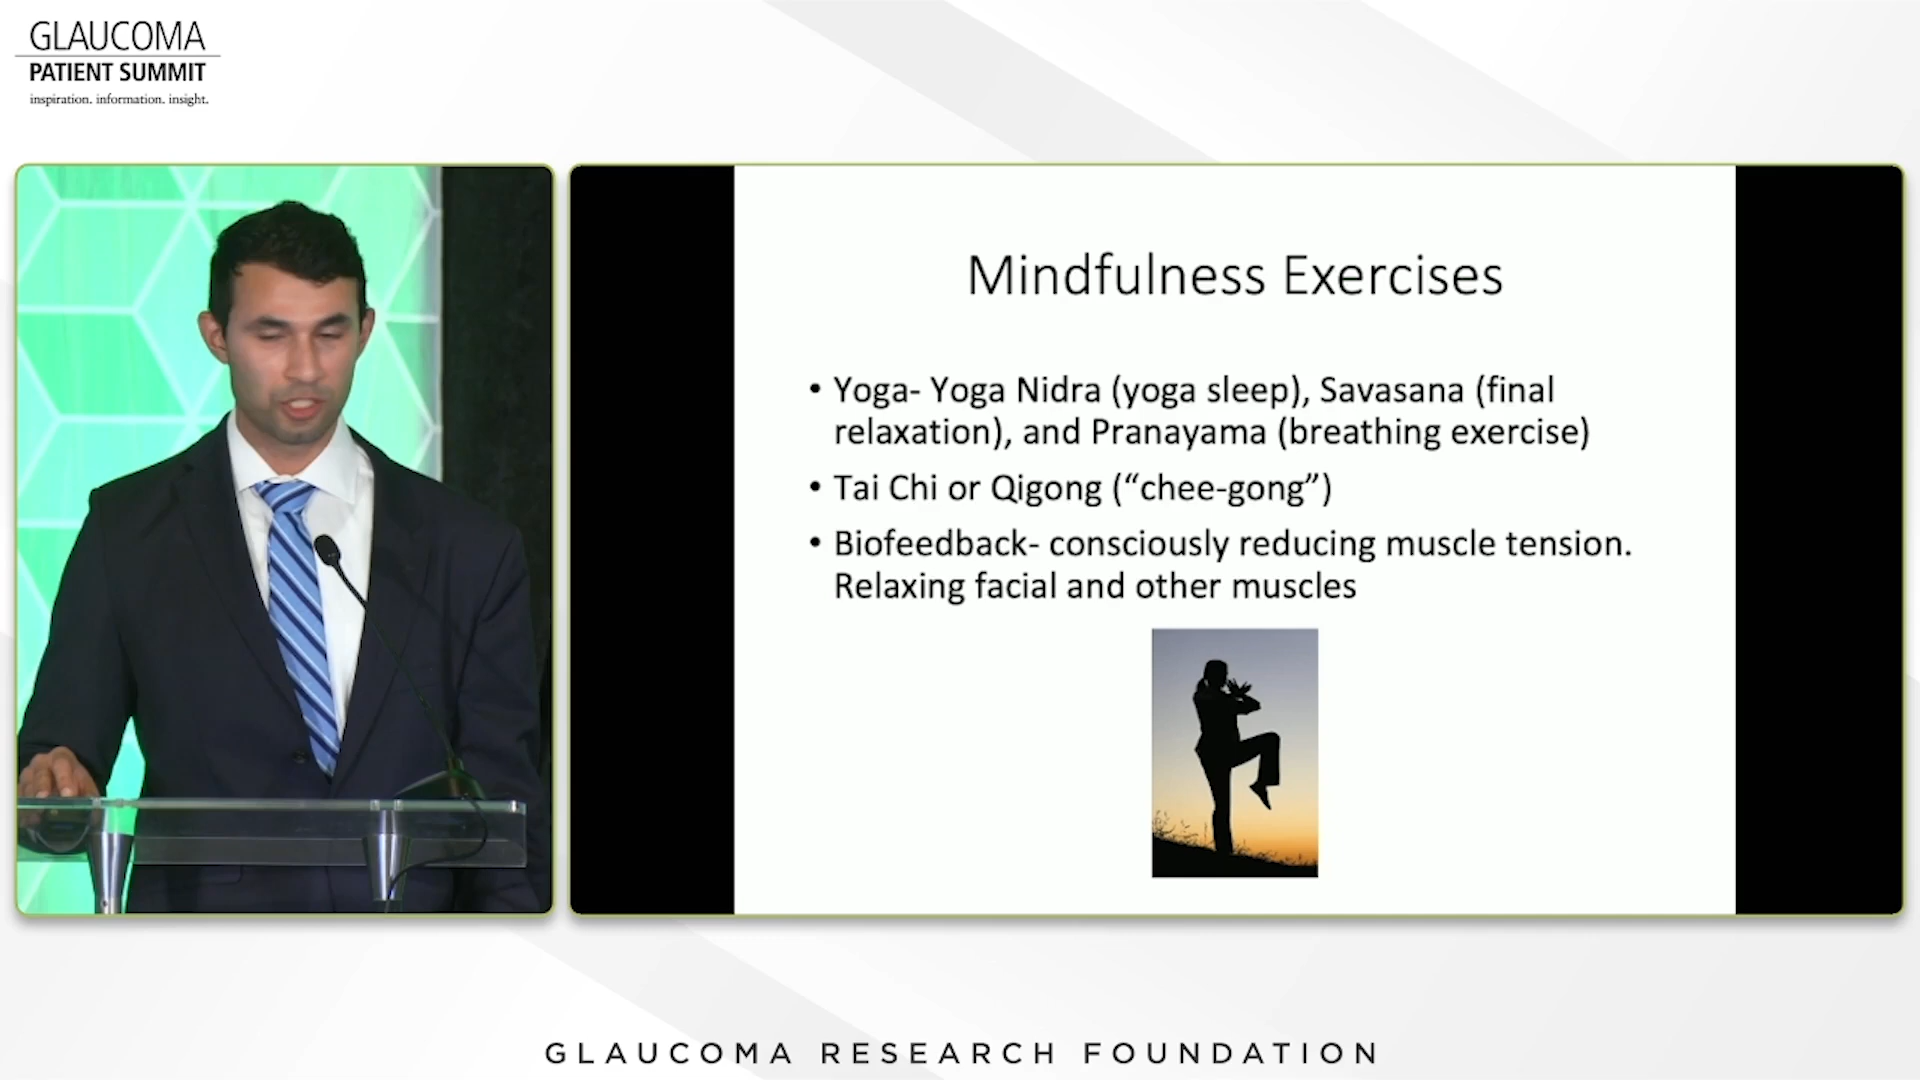 GLAUCOMA
PATIENT SUMMIT
inspiration. information. insight.
Mindfulness Exercises
• Yoga- Yoga Nidra (yoga sleep), Savasana (final
relaxation), and Pranayama (breathing exercise)
• Tai Chi or Qigong (“chee-gong”)
• Biofeedback- consciously reducing muscle tension.
Relaxing facial and other muscles
GLAUCOMA RESEARCH FOUNDATION